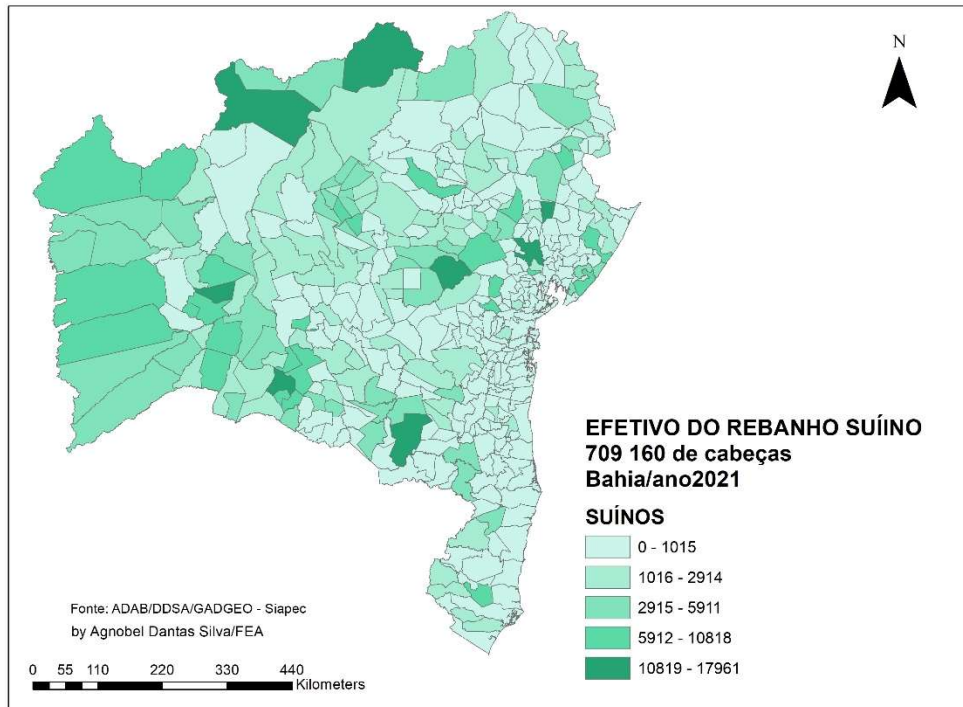 N
EFETIVO DO REBANHO SUÍNO
709 160 de cabeças
Bahia/ano2021
SUÍNOS
0 - 1015
1016 - 2914
2915 - 5911
5912 - 10818
10819 - 17961
Fonte: ADAB/DDSA/GADGEO - Siapec
by Agnobel Dantas Silva/FEA
0 55 110 220 330 440
Kilometers